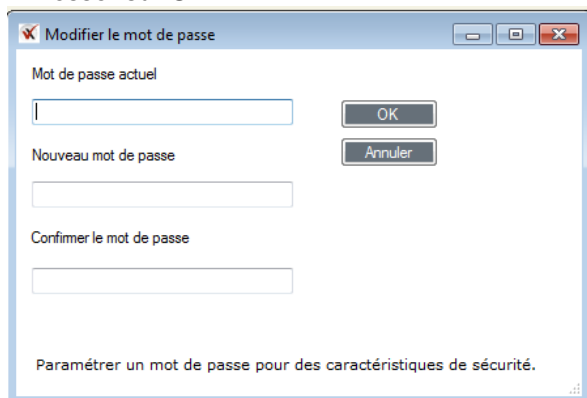 Modifier le mot de passe
Mot de passe actuel
OK
Nouveau mot de passe
Annuler
Confirmer le mot de passe
Paramétrer un mot de passe pour des caractéristiques de sécurité.